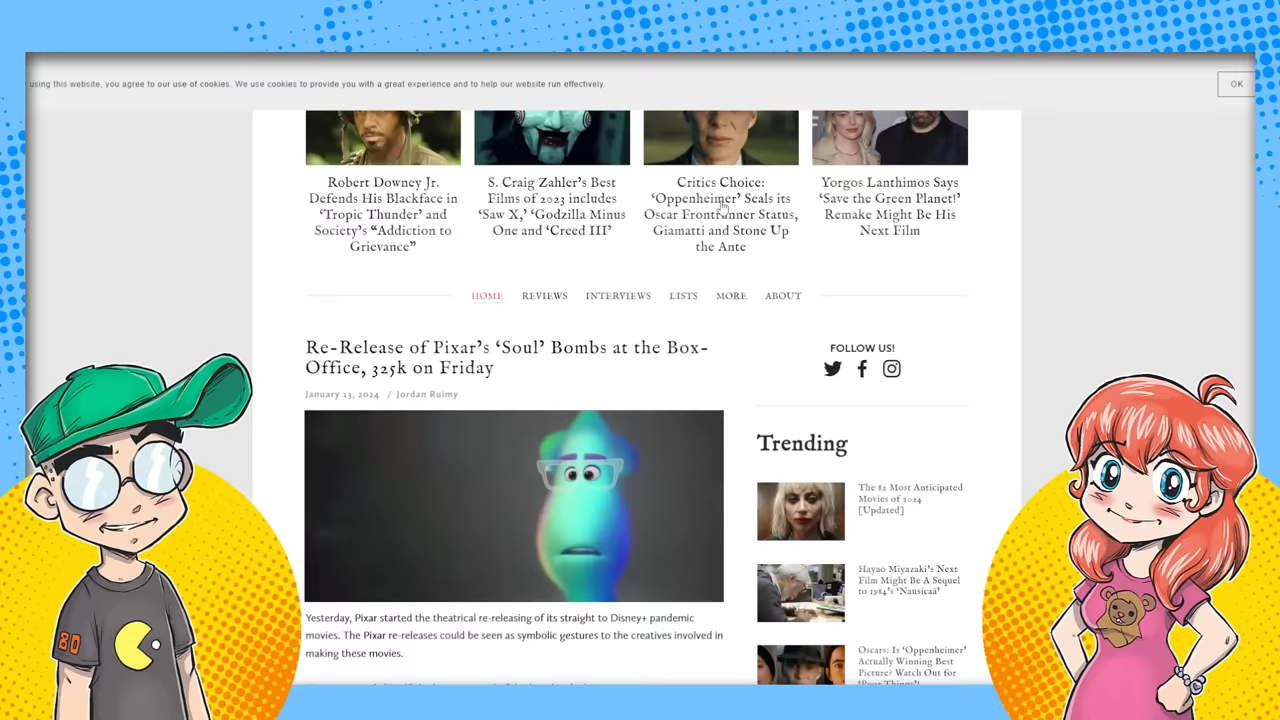 using this website, you agree to our use of cookies. We use cookies to provide you with a great experience and to help our website run effectively.
OK
Robert Downey Jr.
Defends His Blackface in
‘Tropic Thunder’ and
Society’s “Addiction to
Grievance”
S. Craig Zahler’s Best
Films of 2023 includes
‘Saw X,’ ‘Godzilla Minus
One and ‘Creed III’
Critics Choice:
‘Oppenheimer’ Seals its
Oscar Frontrunner Status,
Giamatti and Stone Up
the Ante
Yorgos Lanthimos Says
‘Save the Green Planet!’
Remake Might Be His
Next Film
HOME REVIEWS INTERVIEWS LISTS MORE ABOUT
Re-Release of Pixar’s ‘Soul’ Bombs at the Box-
Office, 325k on Friday
January 13, 2024 / Jordan Ruimy
Yesterday, Pixar started the theatrical re-releasing of its straight to Disney+ pandemic
movies. The Pixar re-releases could be seen as symbolic gestures to the creatives involved in
making these movies.
FOLLOW US!
Trending
The 82 Most Anticipated
Movies of 2024
[Updated]
Hayao Miyazaki’s Next
Film Might Be A Sequel
to 1984’s ‘Nausicaä’
Oscars: Is ‘Oppenheimer’
Actually Winning Best
Picture? Watch Out for
‘Poor Things’!
80